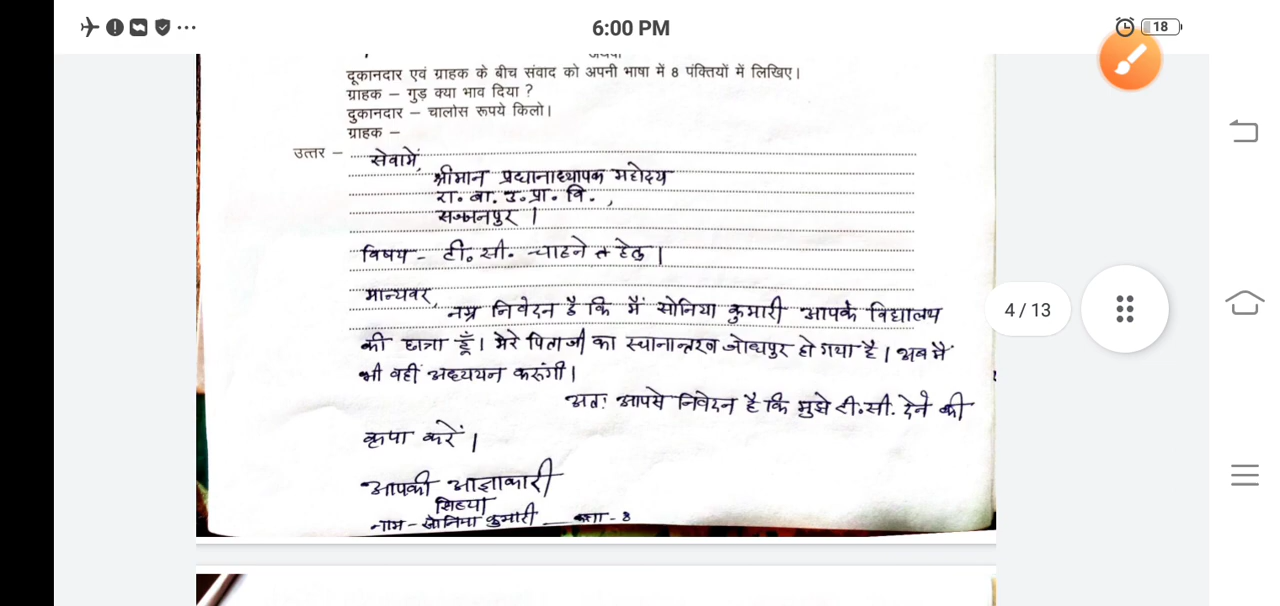 6:00 PM
18
अथवा
दूकानदार एवं ग्राहक के बीच संवाद को अपनी भाषा में 8 पंक्तियों में लिखिए।
ग्राहक – गुड़ क्या भाव दिया ?
दुकानदार – चालीस रूपये किलो।
ग्राहक –
उत्तर –
सेवामें,
श्रीमान प्रधानाध्यापक महोदय
रा. बा. उ. प्रा. वि. ,
सज्जनपुर ।
विषय - टी. सी. चाहने हेतु।
मान्यवर,
नम्र निवेदन है कि मैं सोनिया कुमारी आपके विद्यालय
4 / 13
की छात्रा हूँ। मेरे पिताजी का स्थानान्तरण जोधपुर हो गया है। अब मैं
भी वहीं अध्ययन करूंगी।
अतः आपसे निवेदन है कि मुझे टी.सी. देने की
कृपा करें।
आपकी आज्ञाकारी
शिष्या
नाम - सोनिया कुमारी कक्षा - 8